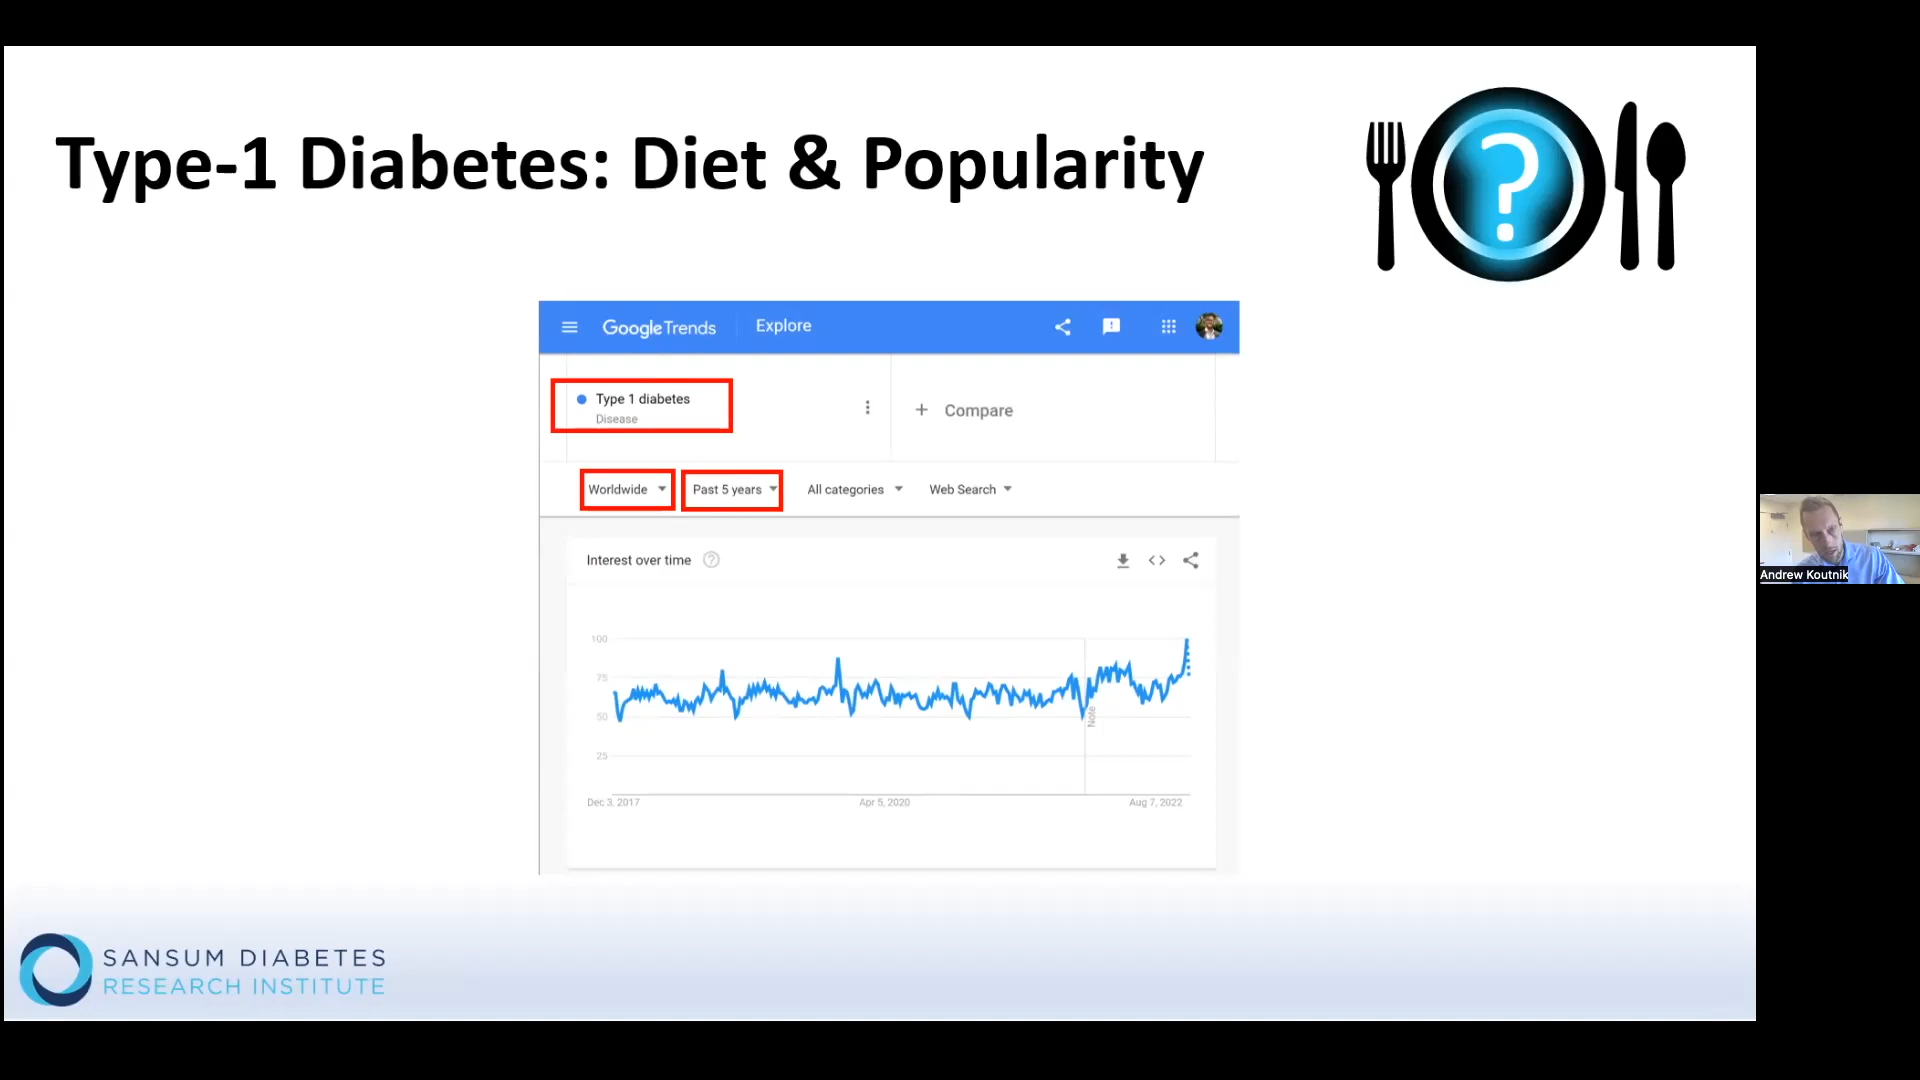 Type-1 Diabetes: Diet & Popularity
?
Google Trends Explore
Type 1 diabetes
Disease
+ Compare
Worldwide Past 5 years All categories Web Search
Interest over time ?
100
75
50
25
Note
Dec 3, 2017 Apr 5, 2020 Aug 7, 2022
Andrew Koutnik
SANSUM DIABETES
RESEARCH INSTITUTE